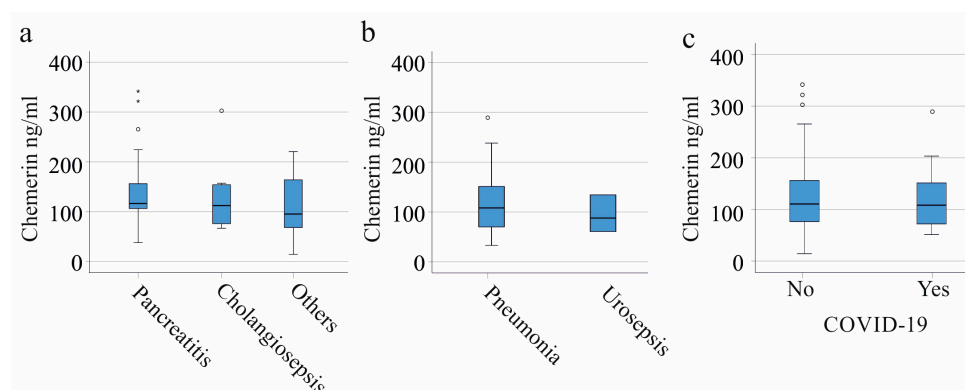 a
Chemerin ng/ml
400
300
200
100
0
Pancreatitis
Cholangiosepsis
Others
b
Chemerin ng/ml
400
300
200
100
0
Pneumonia
Urosepsis
c
Chemerin ng/ml
400
300
200
100
0
No
Yes
COVID-19